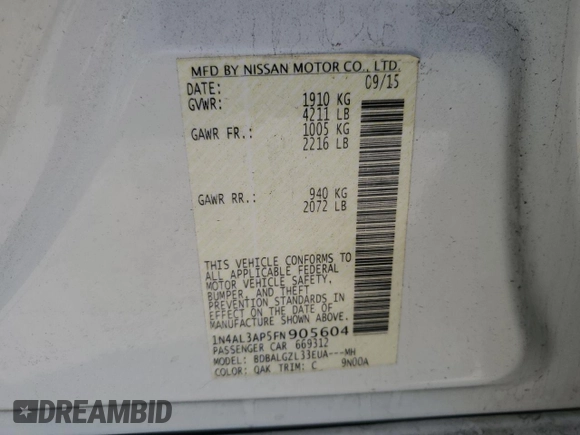 MFD BY NISSAN MOTOR CO., LTD.
DATE: 09/15
GVWR: 1910 KG
4211 LB
GAWR FR.: 1005 KG
2216 LB
GAWR RR.: 940 KG
2072 LB
THIS VEHICLE CONFORMS TO
ALL APPLICABLE FEDERAL
MOTOR VEHICLE SAFETY,
BUMPER, AND THEFT
PREVENTION STANDARDS IN
EFFECT ON THE DATE OF
MANUFACTURE SHOWN ABOVE.
1N4AL3AP5FN905604
PASSENGER CAR 669312
MODEL: BDBALGZL33EUA---MH
COLOR: QAK TRIM: C 9N00A
DREAMBID
.COM